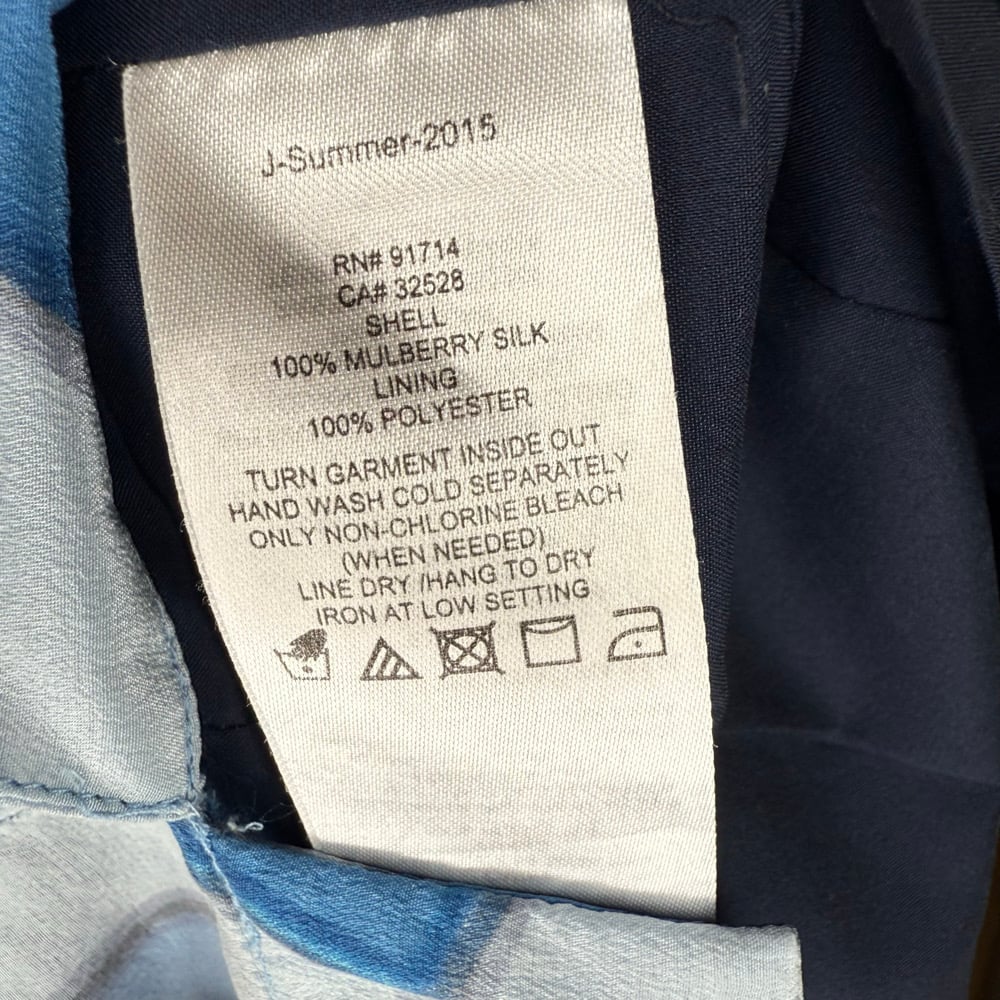 J-Summer-2015
RN# 91714
CA# 32528
SHELL
100% MULBERRY SILK
LINING
100% POLYESTER
TURN GARMENT INSIDE OUT
HAND WASH COLD SEPARATELY
ONLY NON-CHLORINE BLEACH
(WHEN NEEDED)
LINE DRY /HANG TO DRY
IRON AT LOW SETTING